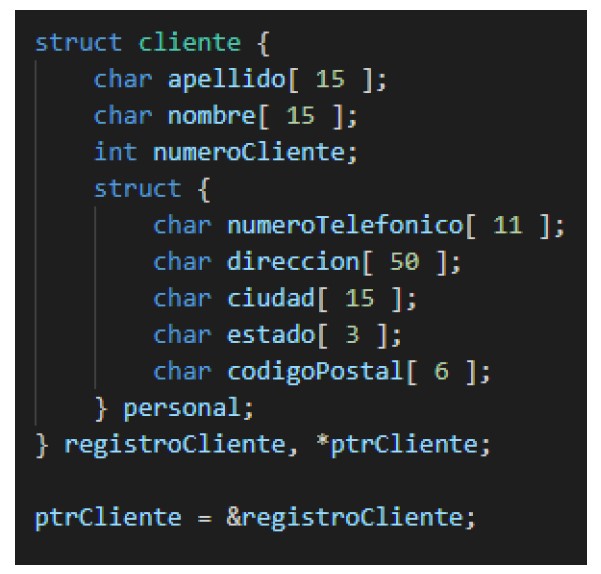 struct cliente {
    char apellido[ 15 ];
    char nombre[ 15 ];
    int numeroCliente;
    struct {
        char numeroTelefonico[ 11 ];
        char direccion[ 50 ];
        char ciudad[ 15 ];
        char estado[ 3 ];
        char codigoPostal[ 6 ];
    } personal;
} registroCliente, *ptrCliente;

ptrCliente = &registroCliente;